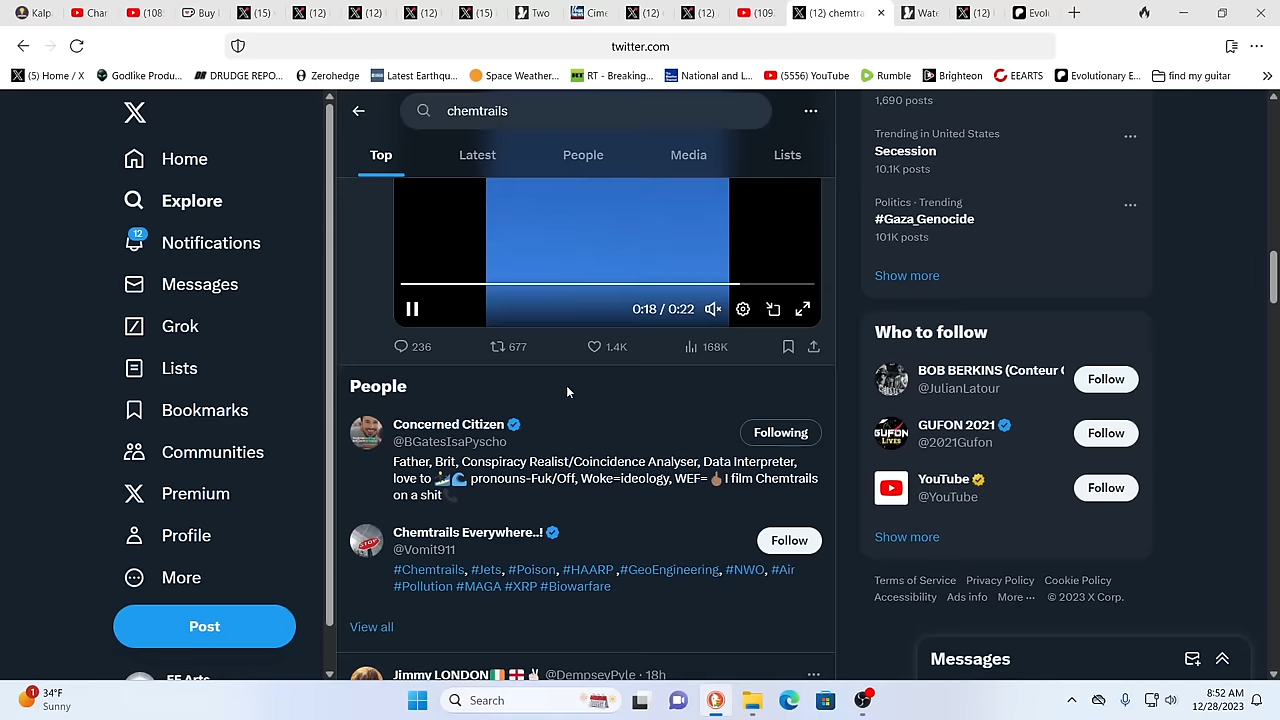 Kalp
Char
(108
Buy I
(15)
(12)
(12
(12)
(15
Two
Cime
(12)
(12)
(109
(12) chemtra
Wate
(12)
Evol
twitter.com
(5) Home / X
Godlike Produ...
DRUDGE REPO...
Zerohedge
Latest Earthqu...
Space Weather...
RT - Breaking...
National and L...
(5556) YouTube
Rumble
Brighteon
EEARTS
Evolutionary E...
find my guitar
Home
Explore
12
Notifications
Messages
Grok
Lists
Bookmarks
Communities
Premium
Profile
More
Post
chemtrails
Top
Latest
People
Media
Lists
0:18 / 0:22
236
677
1.4K
168K
People
Concerned Citizen
@BGatesIsaPyscho
Following
Father, Brit, Conspiracy Realist/Coincidence Analyser, Data Interpreter,
love to 🏄🌊 pronouns-Fuk/Off, Woke=ideology, WEF=🖕🏽I film Chemtrails
on a shit📞
Chemtrails Everywhere..!
@Vomit911
Follow
#Chemtrails, #Jets, #Poison, #HAARP ,#GeoEngineering, #NWO, #Air
#Pollution #MAGA #XRP #Biowarfare
View all
Jimmy LONDON🇮🇪🏴󠁧󠁢󠁥󠁮󠁧󠁿✌ @DempseyPyle · 18h
1,690 posts
Trending in United States
Secession
10.1K posts
Politics · Trending
#Gaza_Genocide
101K posts
Show more
Who to follow
BOB BERKINS (Conteur
@JulianLatour
Follow
GUFON 2021
@2021Gufon
Follow
YouTube
@YouTube
Follow
Show more
Terms of Service Privacy Policy Cookie Policy
Accessibility Ads info More ··· © 2023 X Corp.
Messages
1
34°F
Sunny
Search
8:52 AM
12/28/2023